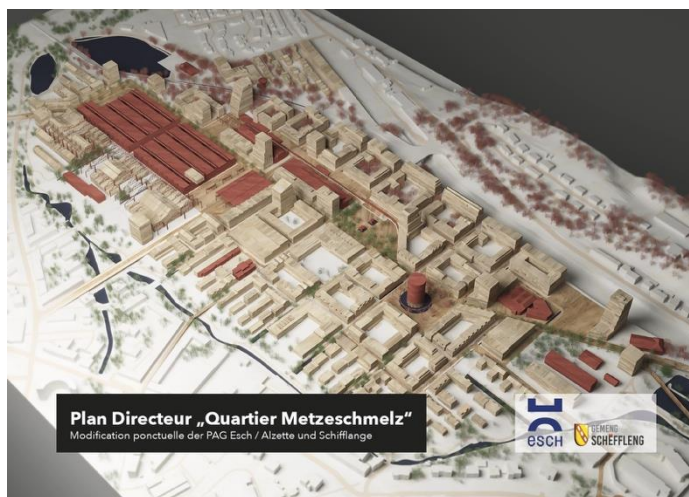 Plan Directeur „Quartier Metzeschmelz“
Modification ponctuelle der PAG Esch / Alzette und Schifflange
esch
GEMENG
SCHËFFLENG